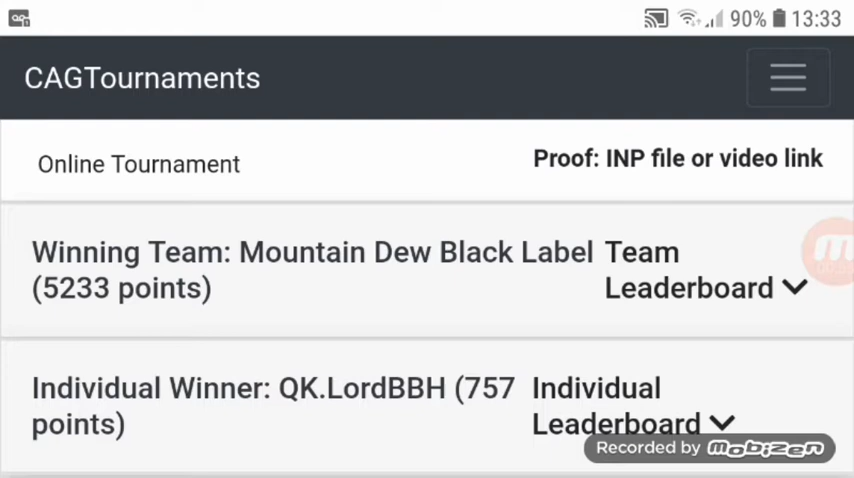 90% 13:33
CAGTournaments
Online Tournament
Proof: INP file or video link
Winning Team: Mountain Dew Black Label
(5233 points)
Team
Leaderboard
Individual Winner: QK.LordBBH (757
points)
Individual
Leaderboard
Recorded by mobizen